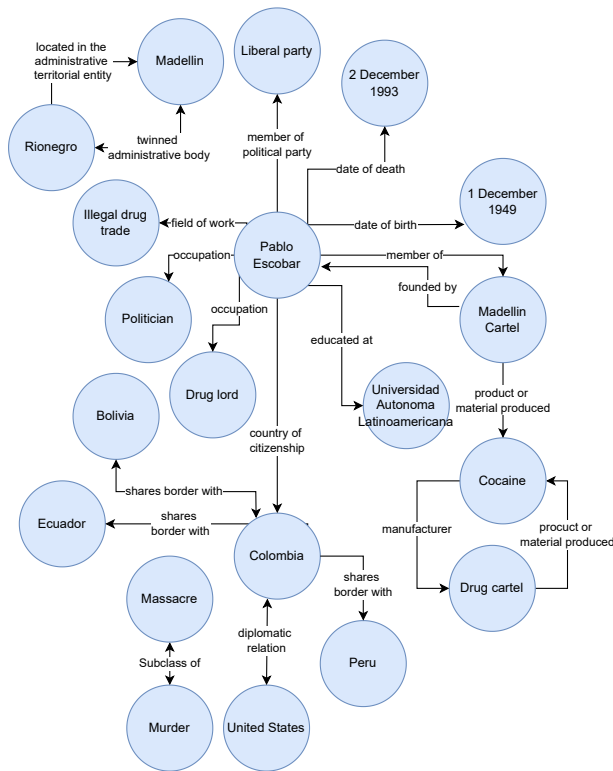 located in the
administrative
territorial entity
Madellin
Liberal party
2 December
1993
Rionegro
twinned
administrative body
member of
political party
date of death
1 December
1949
Illegal drug
trade
field of work
Pablo
Escobar
date of birth
occupation
member of
founded by
Politician
occupation
Madellin
Cartel
educated at
Drug lord
Universidad
Autonoma
Latinoamericana
product or
material produced
Bolivia
country of
citizenship
Cocaine
shares border with
Ecuador
shares
border with
manufacturer
procuct or
material produced
Colombia
Drug cartel
Massacre
shares
border with
diplomatic
relation
Subclass of
Peru
Murder
United States